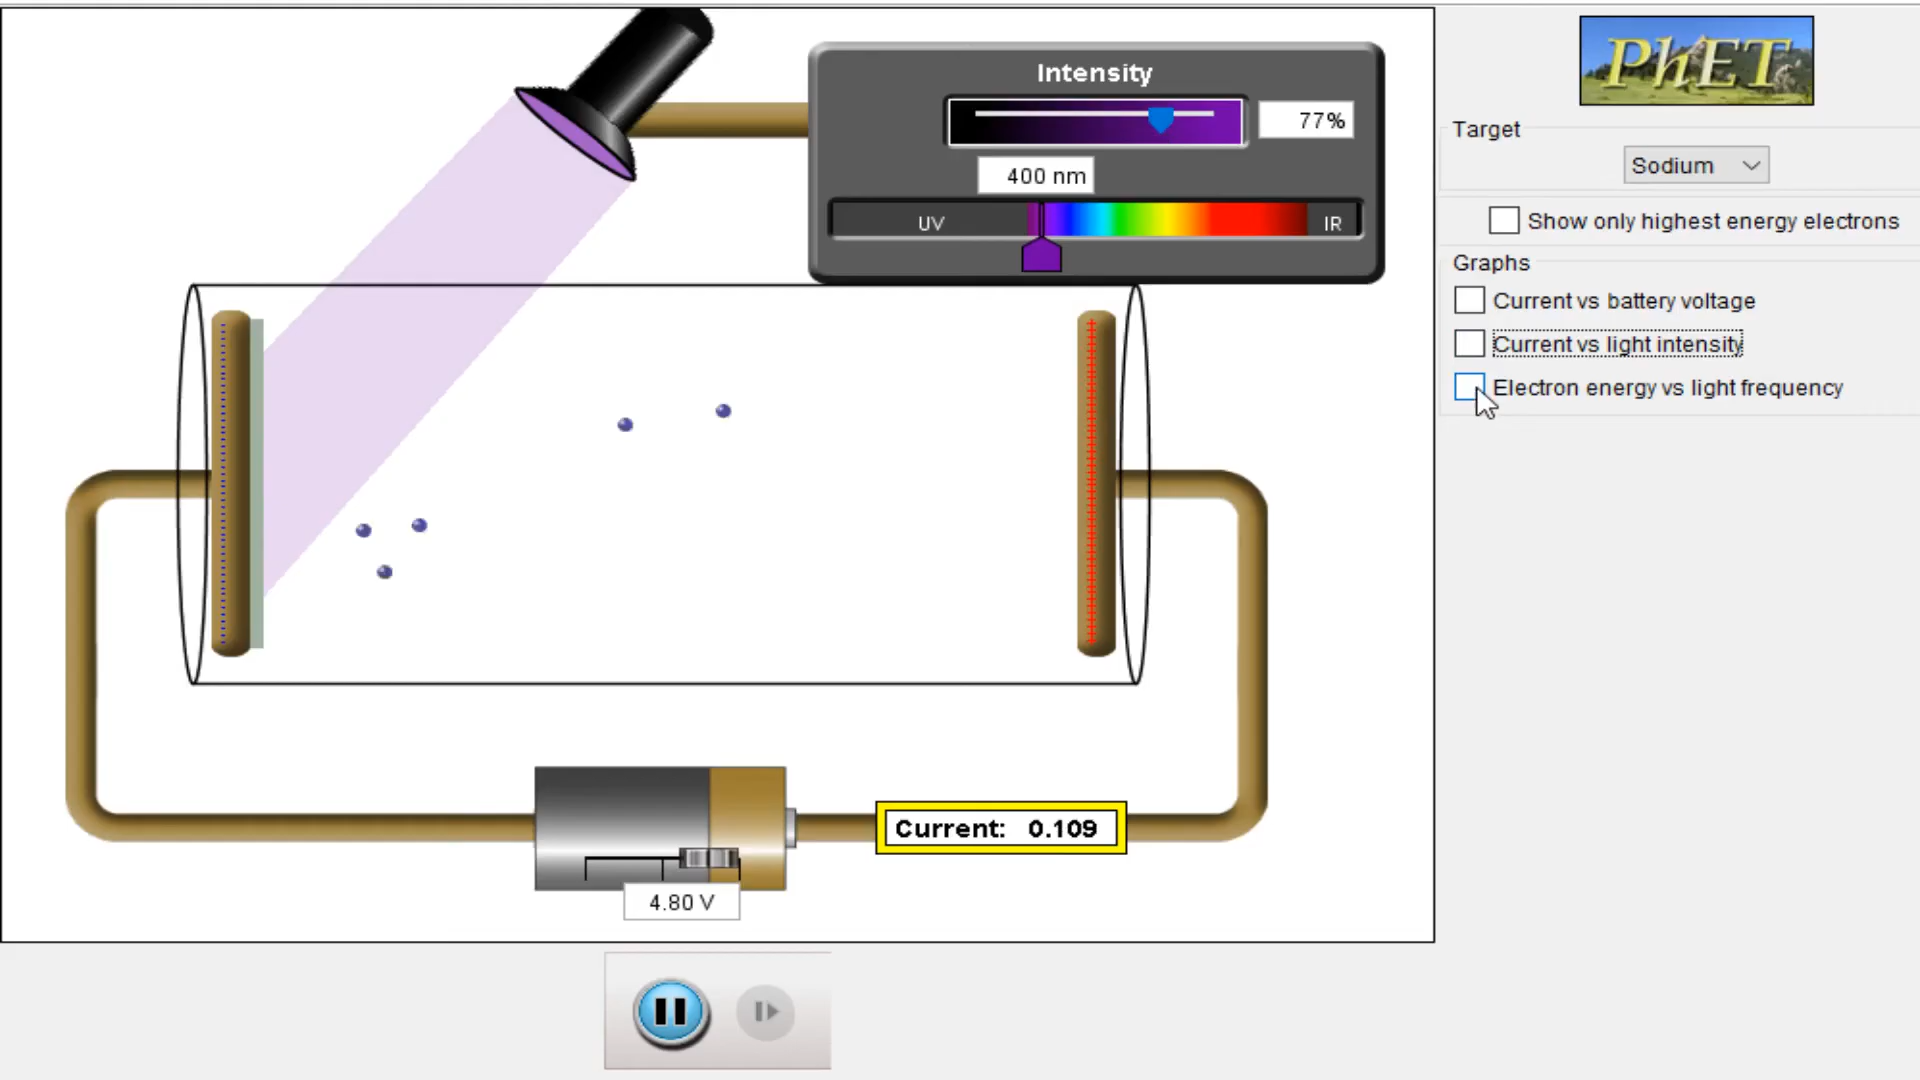 PhET
Intensity
77%
400 nm
UV
IR
Target
Sodium
Show only highest energy electrons
Graphs
Current vs battery voltage
Current vs light intensity
Electron energy vs light frequency
Current: 0.109
4.80 V